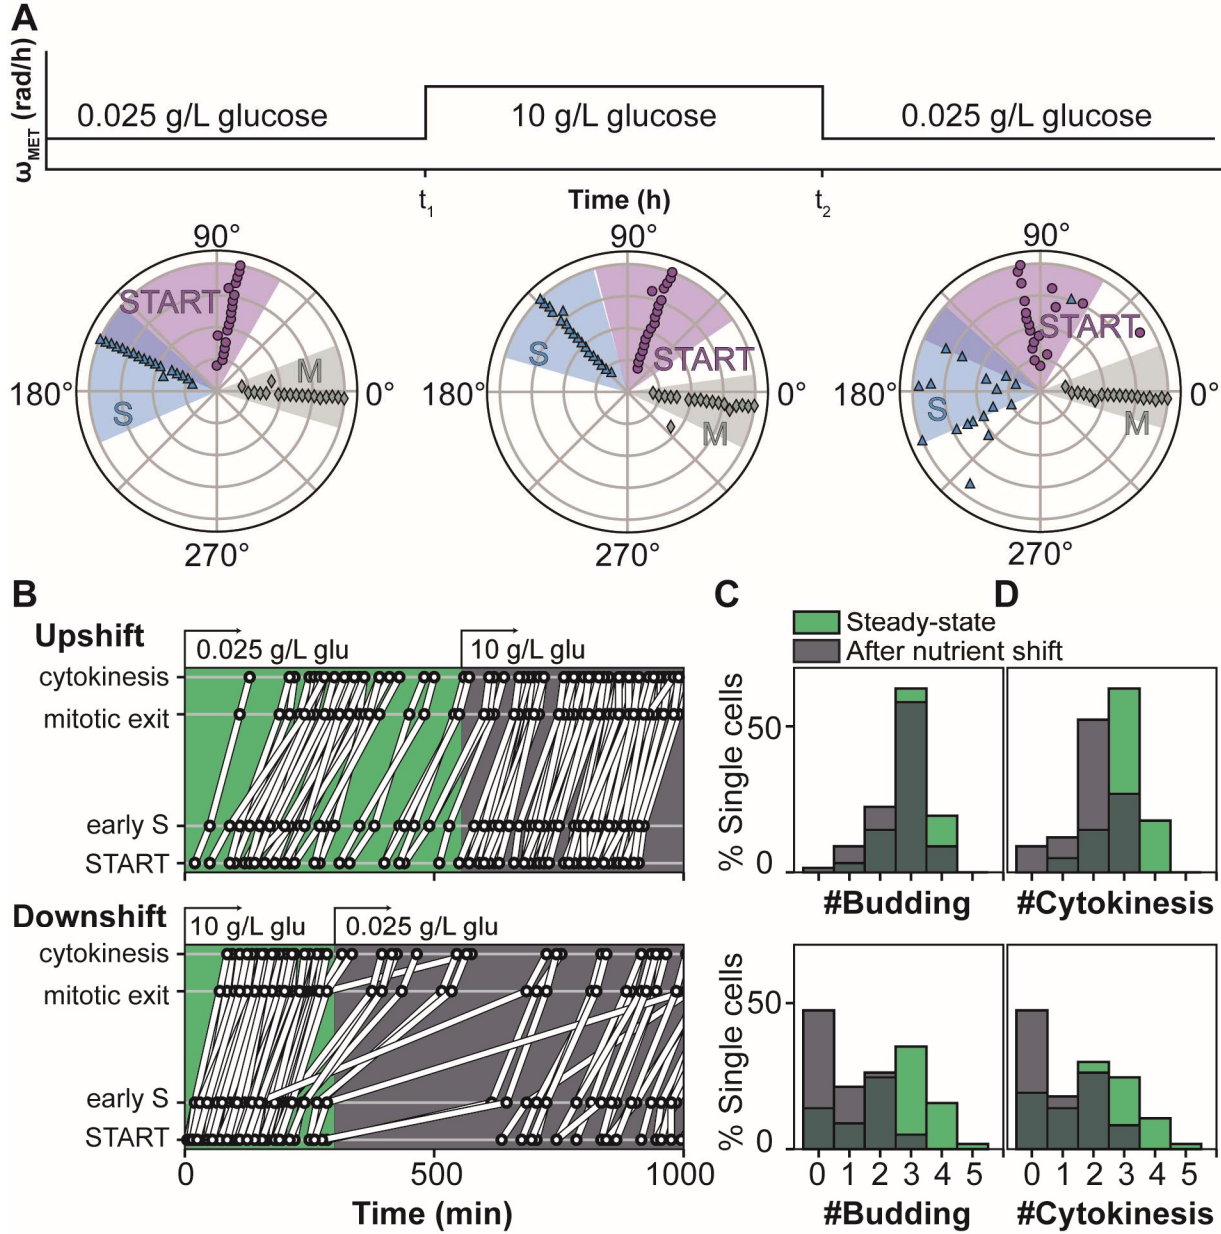 A
ω_MET (rad/h)
0.025 g/L glucose
10 g/L glucose
0.025 g/L glucose
t1
Time (h)
t2
90°
90°
90°
START
M
180°
0°
S
S
START
180°
0°
M
START
180°
0°
S
M
270°
270°
270°
B
C
D
Upshift
0.025 g/L glu
10 g/L glu
Steady-state
After nutrient shift
cytokinesis
mitotic exit
early S
START
0
500
1000
% Single cells
50
0
#Budding
#Cytokinesis
Downshift
10 g/L glu
0.025 g/L glu
cytokinesis
mitotic exit
early S
START
0
500
1000
Time (min)
% Single cells
50
0
0 1 2 3 4 5
0 1 2 3 4 5
#Budding
#Cytokinesis